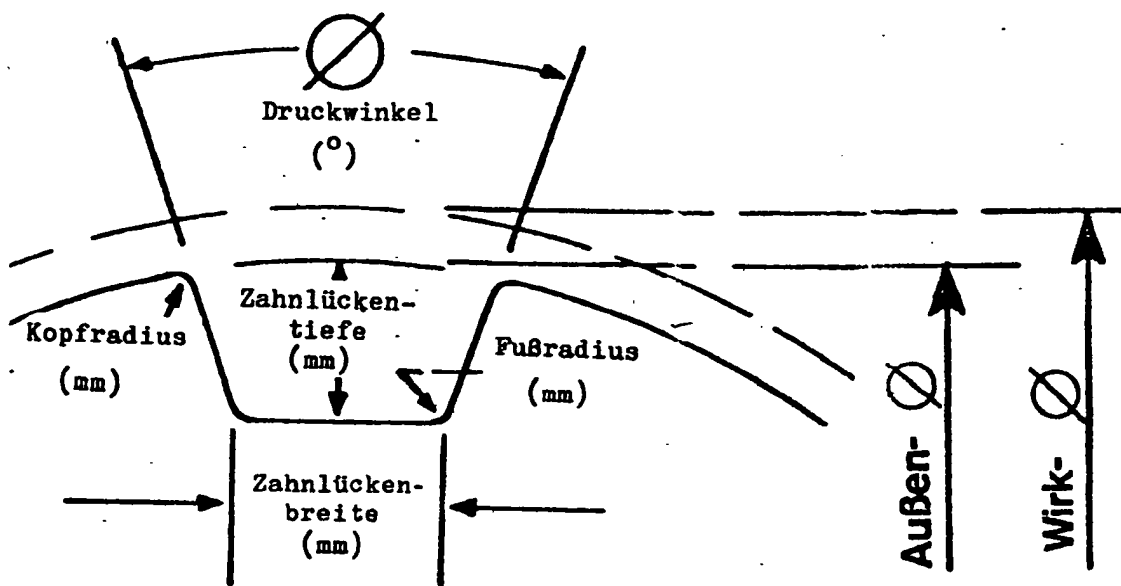 Ø
Druckwinkel
(°)
Zahnlücken-
tiefe
(mm)
Kopfradius
(mm)
Fußradius
(mm)
Zahnlücken-
breite
(mm)
Außen- Ø
Wirk- Ø